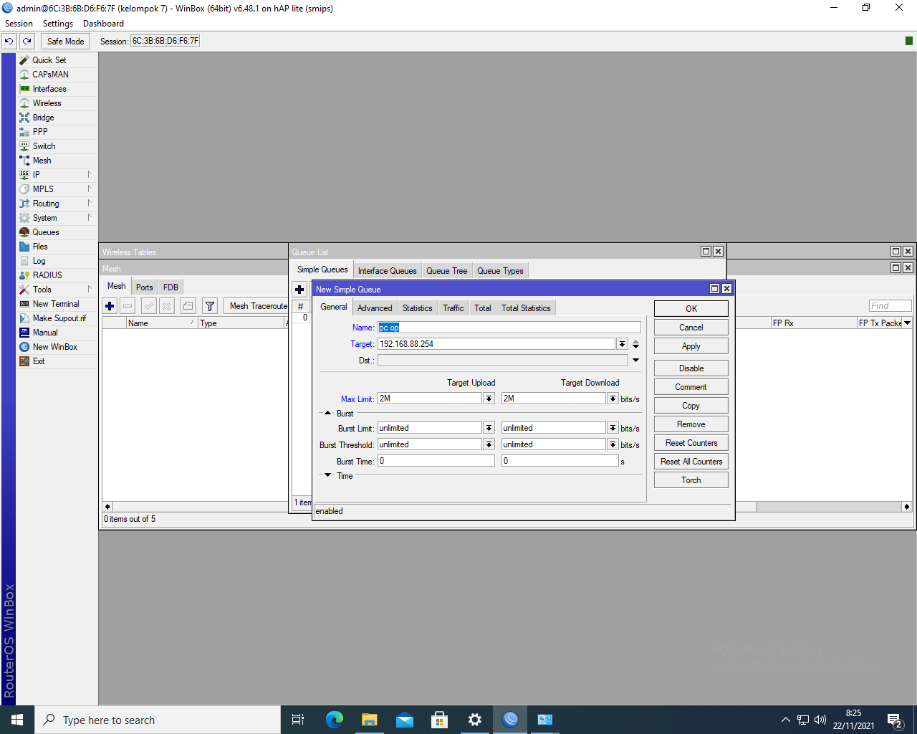 admin@6C:3B:6B:D6:F6:7F (kelompok 7) - WinBox (64bit) v6.48.1 on hAP lite (smips)
Session Settings Dashboard
Safe Mode Session: 6C:3B:6B:D6:F6:7F
Quick Set
CAPsMAN
Interfaces
Wireless
Bridge
PPP
Switch
Mesh
IP
MPLS
Routing
System
Queues
Files
Log
RADIUS
Tools
New Terminal
Make Supout.rif
Manual
New WinBox
Exit
RouterOS WinBox
Wireless Tables
Mesh
Mesh Ports FDB
Mesh Traceroute
Find
Name Type
FP Rx FP Tx Packe
0 items out of 5
Queue List
Simple Queues Interface Queues Queue Tree Queue Types
#
0
1 item
New Simple Queue
General Advanced Statistics Traffic Total Total Statistics
Name: pc op
Target: 192.168.88.254
Dst.:
Target Upload Target Download
Max Limit: 2M 2M bits/s
Burst
Burst Limit: unlimited unlimited bits/s
Burst Threshold: unlimited unlimited bits/s
Burst Time: 0 0 s
Time
enabled
OK
Cancel
Apply
Disable
Comment
Copy
Remove
Reset Counters
Reset All Counters
Torch
Type here to search
8:25
22/11/2021
2